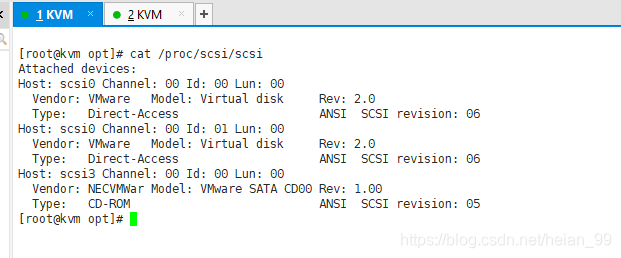 1 KVM × 2 KVM × +
[root@kvm opt]# cat /proc/scsi/scsi
Attached devices:
Host: scsi0 Channel: 00 Id: 00 Lun: 00
  Vendor: VMware   Model: Virtual disk     Rev: 2.0
  Type:   Direct-Access                    ANSI  SCSI revision: 06
Host: scsi0 Channel: 00 Id: 01 Lun: 00
  Vendor: VMware   Model: Virtual disk     Rev: 2.0
  Type:   Direct-Access                    ANSI  SCSI revision: 06
Host: scsi3 Channel: 00 Id: 00 Lun: 00
  Vendor: NECVMWar Model: VMware SATA CD00 Rev: 1.00
  Type:   CD-ROM                           ANSI  SCSI revision: 05
[root@kvm opt]#
https://blog.csdn.net/heian_99